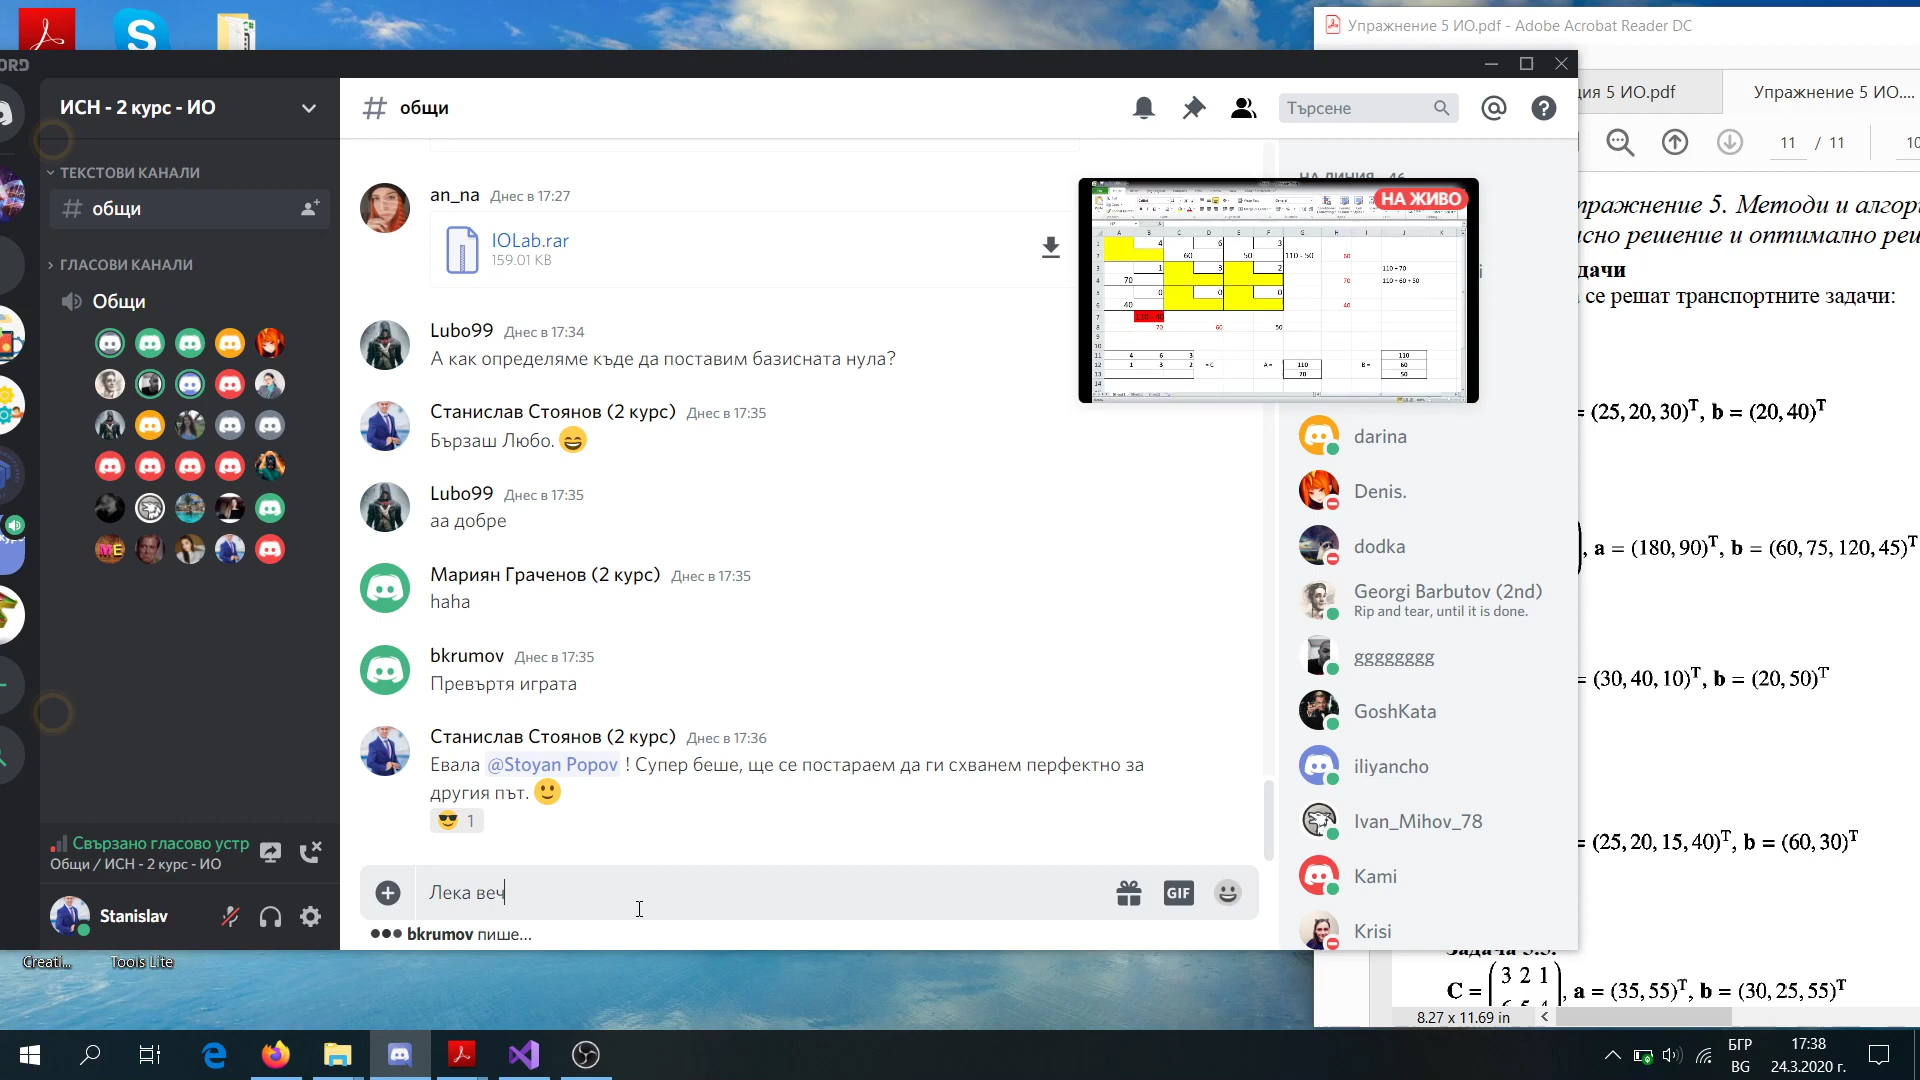 Упражнение 5 ИО.pdf - Adobe Acrobat Reader DC
ИСН - 2 курс - ИО
общи
Търсене
Упражнение 5 ИО....
11 / 11
ТЕКСТОВИ КАНАЛИ
общи
ГЛАСОВИ КАНАЛИ
Общи
an_na Днес в 17:27
IOLab.rar
159.01 KB
НА ЖИВО
Lubo99 Днес в 17:34
А как определяме къде да поставим базисната нула?
Станислав Стоянов (2 курс) Днес в 17:35
Бързаш Любо.
Lubo99 Днес в 17:35
аа добре
Мариян Граченов (2 курс) Днес в 17:35
haha
bkrumov Днес в 17:35
Превъртя играта
Станислав Стоянов (2 курс) Днес в 17:36
Евала @Stoyan Popov ! Супер беше, ще се постараем да ги схванем перфектно за
другия път.
1
Лека веч
GIF
bkrumov пише...
darina
Denis.
dodka
Georgi Barbutov (2nd)
Rip and tear, until it is done.
gggggggg
GoshKata
iliyancho
Ivan_Mihov_78
Kami
Krisi
Свързано гласово устр
Общи / ИСН - 2 курс - ИО
Stanislav
ражнение 5. Методи и алгор
сно решение и оптимално реш
дачи
се решат транспортните задачи:
= (25, 20, 30)ᵀ, b = (20, 40)ᵀ
, a = (180, 90)ᵀ, b = (60, 75, 120, 45)ᵀ
= (30, 40, 10)ᵀ, b = (20, 50)ᵀ
= (25, 20, 15, 40)ᵀ, b = (60, 30)ᵀ
C = (3 2 1), a = (35, 55)ᵀ, b = (30, 25, 55)ᵀ
8.27 x 11.69 in
Creati...
Tools Lite
БГР
BG
17:38
24.3.2020 г.